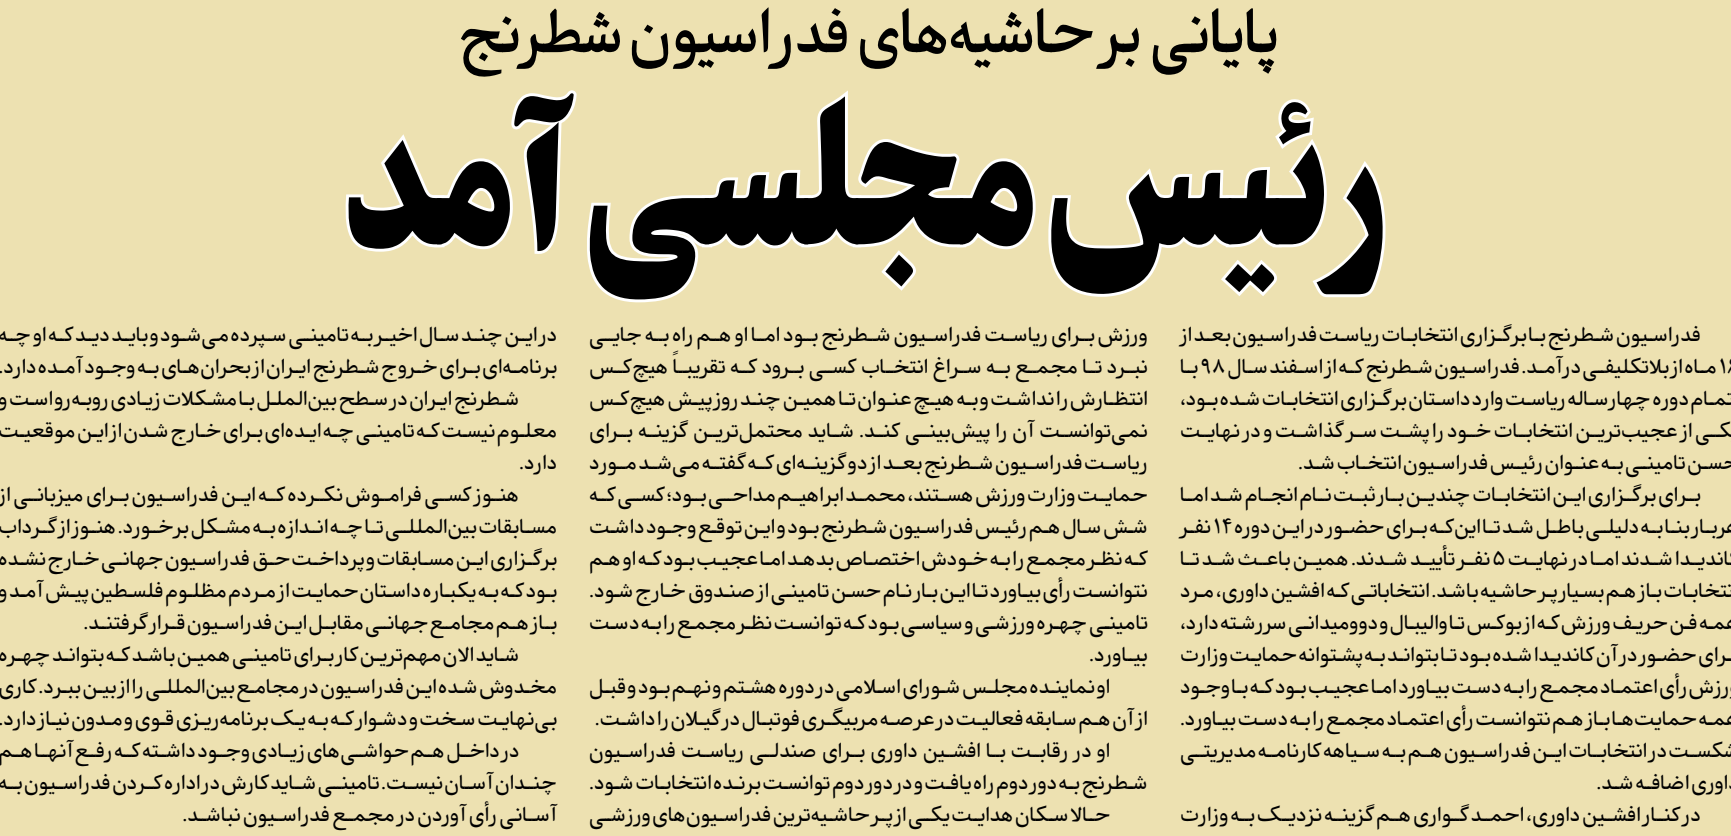 پایانی بر حاشیه‌های فدراسیون شطرنج
رئیس مجلسی آمد
فدراسیون شطرنج با برگزاری انتخابات ریاست فدراسیون بعد از
ماه از بلاتکلیفی درآمد. فدراسیون شطرنج که از اسفند سال ۹۸ با
تمام دوره چهار ساله ریاست وارد داستان برگزاری انتخابات شده بود،
یکی از عجیب‌ترین انتخابات خود را پشت سر گذاشت و در نهایت
حسن تامینی به عنوان رئیس فدراسیون انتخاب شد.
برای برگزاری این انتخابات چندین بار ثبت نام انجام شد اما
هربار بنا به دلیلی باطل شد تا این‌که برای حضور در این دوره ۱۴ نفر
کاندیدا شدند اما در نهایت ۵ نفر تأیید شدند. همین باعث شد تا
انتخابات باز هم بسیار پر حاشیه باشد. انتخاباتی که افشین داوری، مرد
همه فن حریف ورزش که از بوکس تا والیبال و دوومیدانی سررشته دارد،
برای حضور در آن کاندیدا شده بود تا بتواند به پشتوانه حمایت وزارت
ورزش رأی اعتماد مجمع را به دست بیاورد اما عجیب بود که با وجود
همه حمایت‌ها باز هم نتوانست رأی اعتماد مجمع را به دست بیاورد.
شکست در انتخابات این فدراسیون هم به سیاهه کارنامه مدیریتی
داوری اضافه شد.
در کنار افشین داوری، احمد گواری هم گزینه نزدیک به وزارت
ورزش برای ریاست فدراسیون شطرنج بود اما او هم راه به جایی
نبرد تا مجمع به سراغ انتخاب کسی برود که تقریباً هیچ‌کس
انتظارش را نداشت و به هیچ عنوان تا همین چند روز پیش هیچ‌کس
نمی‌توانست آن را پیش‌بینی کند. شاید محتمل‌ترین گزینه برای
ریاست فدراسیون شطرنج بعد از دو گزینه‌ای که گفته می‌شد مورد
حمایت وزارت ورزش هستند، محمد ابراهیم مداحی بود؛ کسی که
شش سال هم رئیس فدراسیون شطرنج بود و این توقع وجود داشت
که نظر مجمع را به خودش اختصاص بدهد اما عجیب بود که او هم
نتوانست رأی بیاورد تا این بار نام حسن تامینی از صندوق خارج شود.
تامینی چهره ورزشی و سیاسی بود که توانست نظر مجمع را به دست
بیاورد.
او نماینده مجلس شورای اسلامی در دوره هشتم و نهم بود و قبل
از آن هم سابقه فعالیت در عرصه مربیگری فوتبال در گیلان را داشت.
او در رقابت با افشین داوری برای صندلی ریاست فدراسیون
شطرنج به دور دوم راه یافت و در دور دوم توانست برنده انتخابات شود.
حالا سکان هدایت یکی از پر حاشیه‌ترین فدراسیون‌های ورزشی
در این چند سال اخیر به تامینی سپرده می‌شود و باید دید که او چه
برنامه‌ای برای خروج شطرنج ایران از بحران‌های به وجود آمده دارد.
شطرنج ایران در سطح بین‌الملل با مشکلات زیادی روبه‌رو است و
معلوم نیست که تامینی چه ایده‌ای برای خارج شدن از این موقعیت
دارد.
هنوز کسی فراموش نکرده که این فدراسیون برای میزبانی از
مسابقات بین‌المللی تا چه اندازه به مشکل برخورد. هنوز از گرداب
برگزاری این مسابقات و پرداخت حق فدراسیون جهانی خارج نشده
بود که به یکباره داستان حمایت از مردم مظلوم فلسطین پیش آمد و
باز هم مجامع جهانی مقابل این فدراسیون قرار گرفتند.
شاید الان مهم‌ترین کار برای تامینی همین باشد که بتواند چهره
مخدوش شده این فدراسیون در مجامع بین‌المللی را از بین ببرد. کاری
بی‌نهایت سخت و دشوار که به یک برنامه‌ریزی قوی و مدون نیاز دارد.
در داخل هم حواشی‌های زیادی وجود داشته که رفع آنها هم
چندان آسان نیست. تامینی شاید کارش در اداره کردن فدراسیون به
آسانی رأی آوردن در مجمع فدراسیون نباشد.